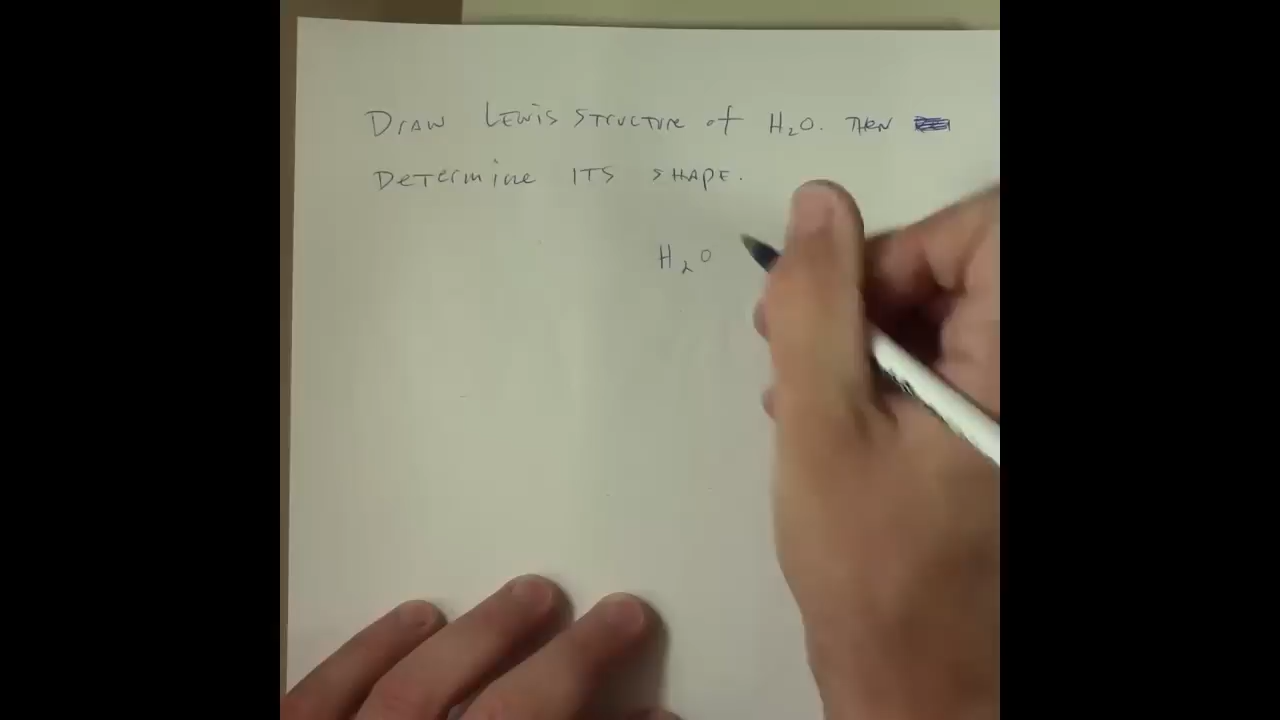 Draw Lewis structure of H₂O. Then
Determine its shape.
H₂O